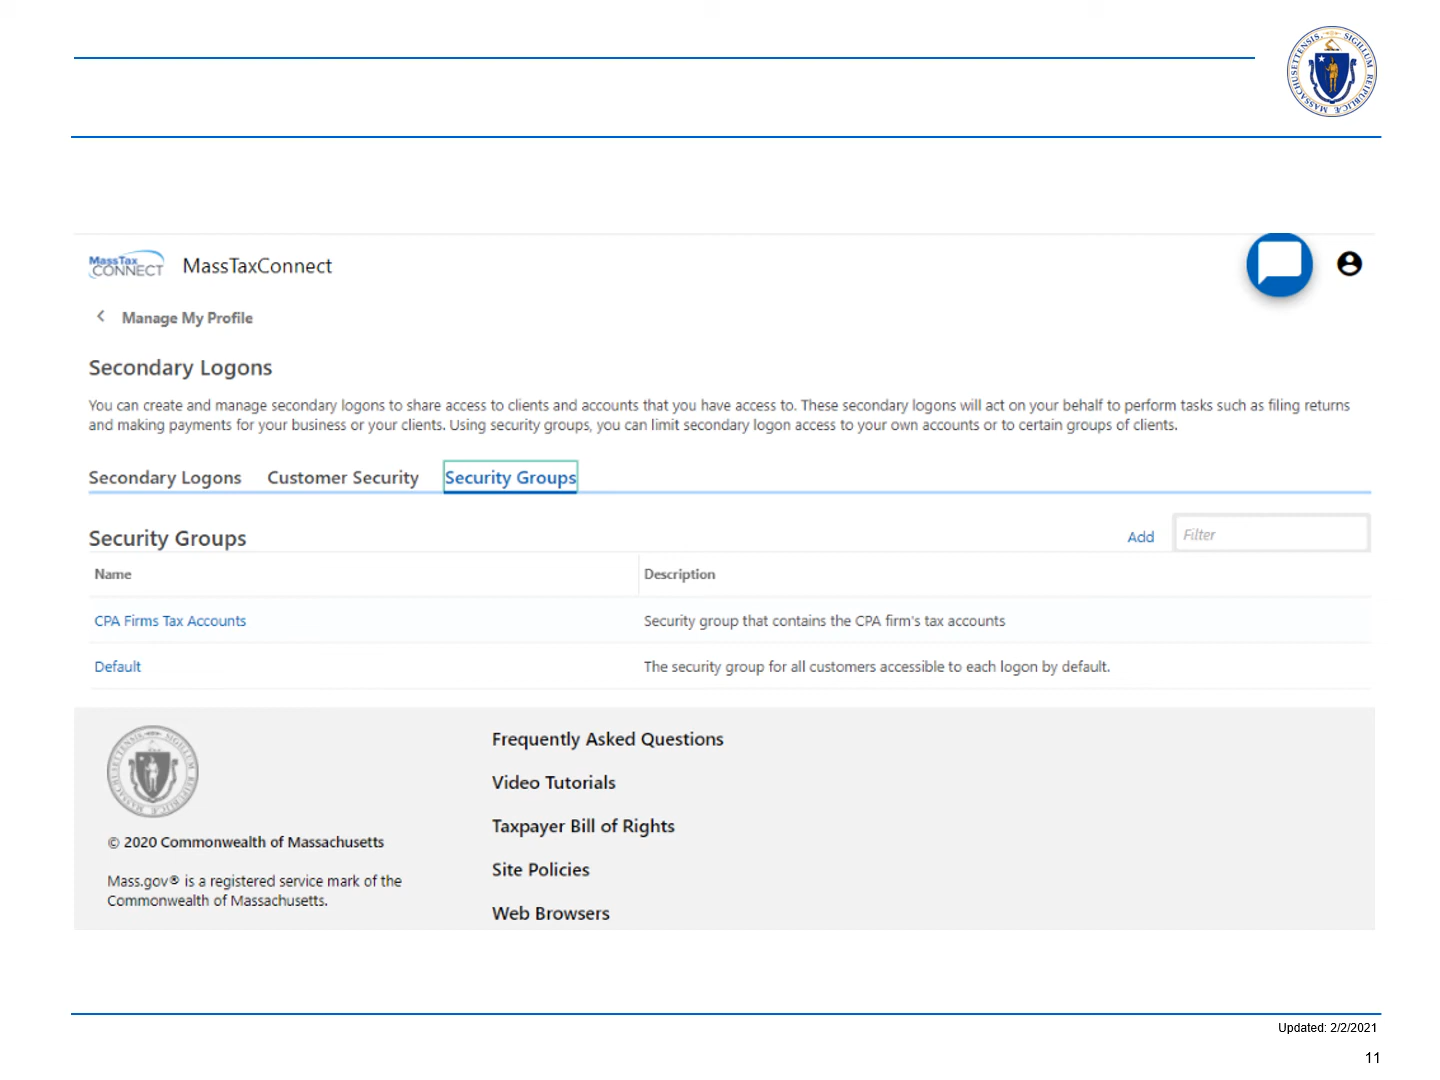 SIGILLUM REIPUBLICÆ MASSACHUSETTENSIS
MassTax CONNECT MassTaxConnect
Manage My Profile
Secondary Logons
You can create and manage secondary logons to share access to clients and accounts that you have access to. These secondary logons will act on your behalf to perform tasks such as filing returns
and making payments for your business or your clients. Using security groups, you can limit secondary logon access to your own accounts or to certain groups of clients.
Secondary Logons Customer Security Security Groups
Security Groups Add Filter
Name Description
CPA Firms Tax Accounts Security group that contains the CPA firm's tax accounts
Default The security group for all customers accessible to each logon by default.
SIGILLUM REIPUBLICÆ MASSACHUSETTENSIS
Frequently Asked Questions
Video Tutorials
Taxpayer Bill of Rights
© 2020 Commonwealth of Massachusetts
Site Policies
Mass.gov® is a registered service mark of the
Commonwealth of Massachusetts.
Web Browsers
Updated: 2/2/2021
11